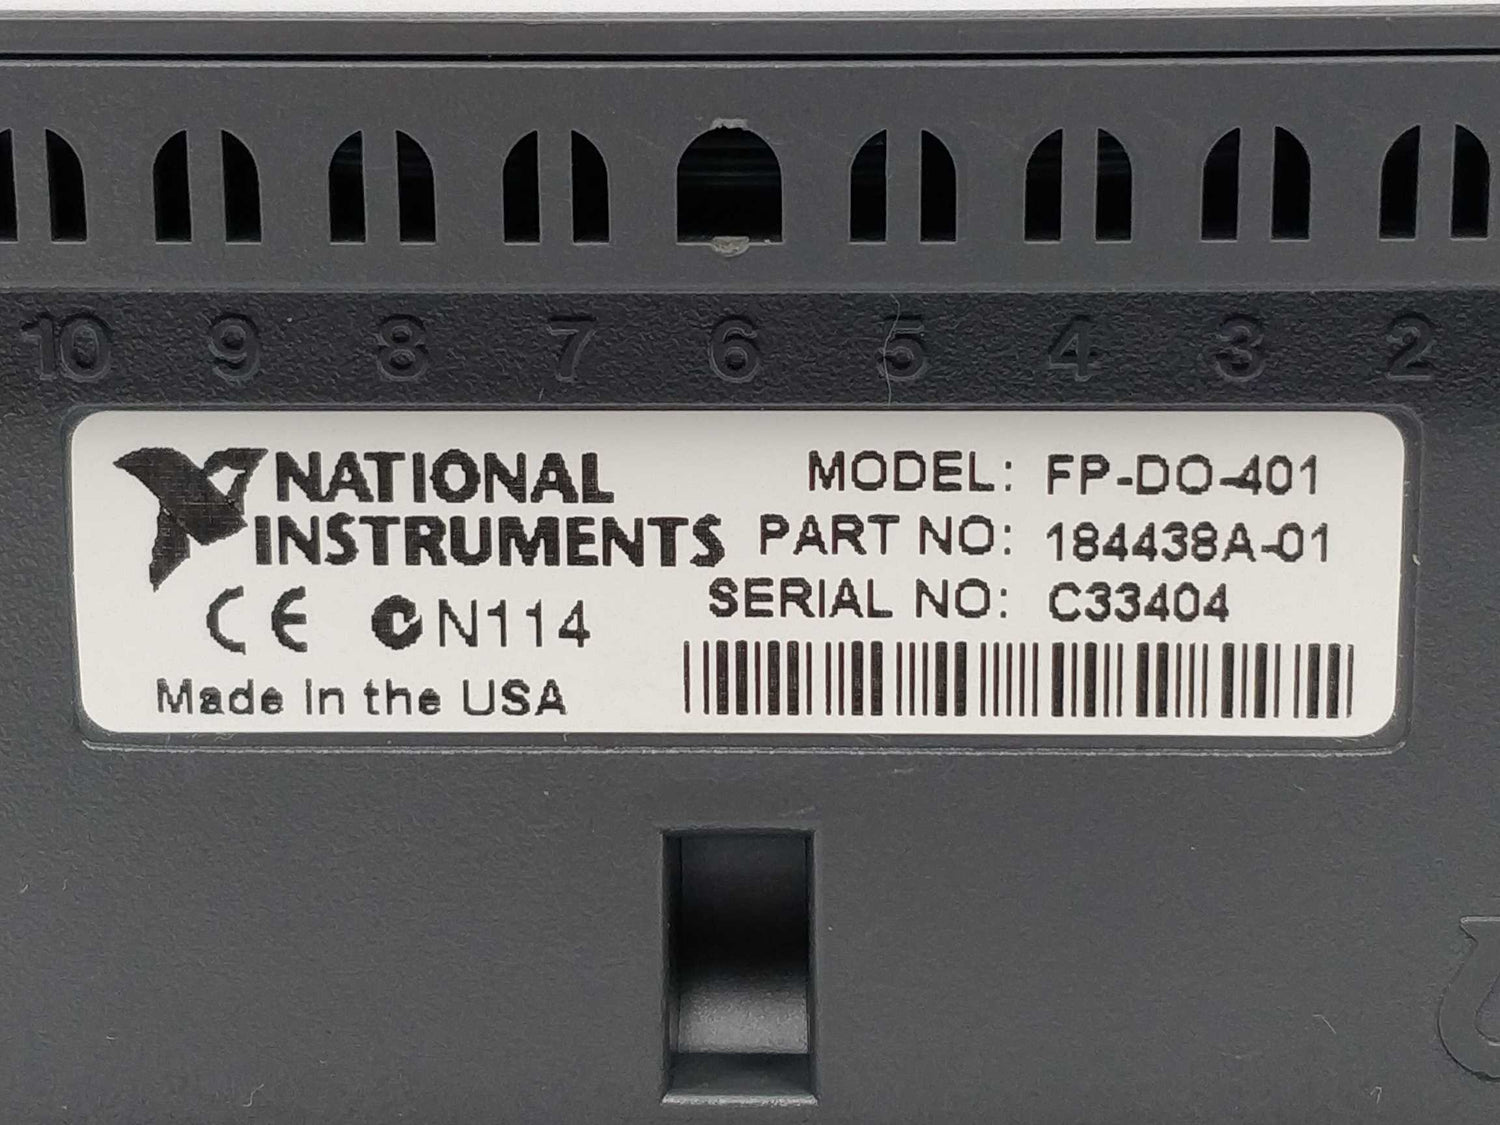 10 9 8 7 6 5 4 3 2
NATIONAL
INSTRUMENTS
CE N114
Made in the USA
MODEL: FP-DO-401
PART NO: 184438A-01
SERIAL NO: C33404